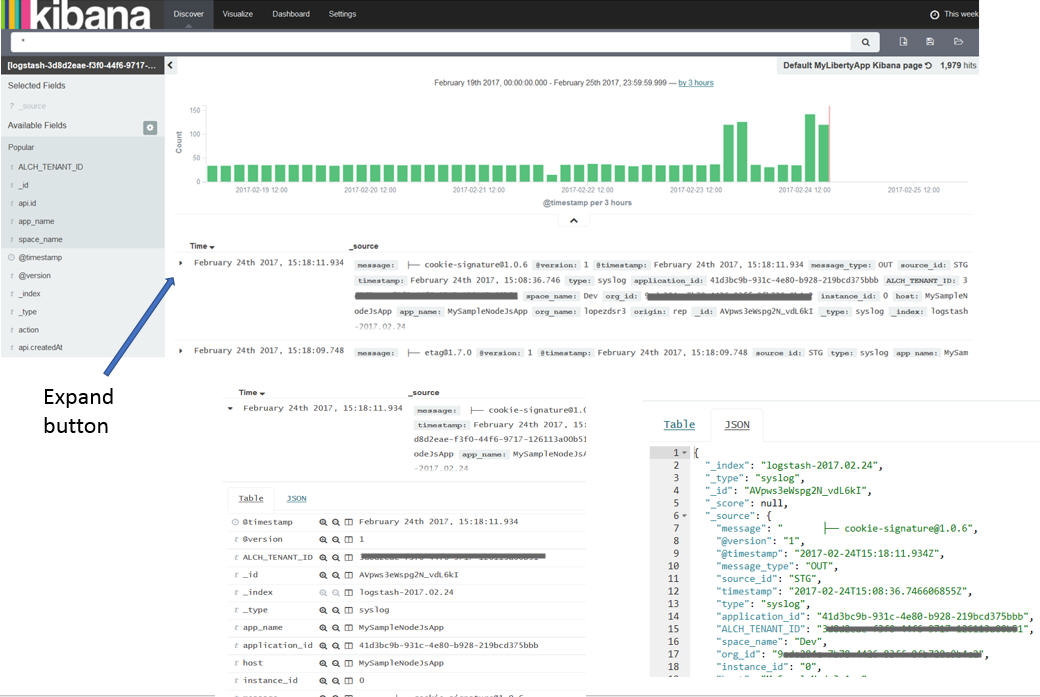 kibana
Discover Visualize Dashboard Settings This week
*
[logstash-3d8d2eae-f3f0-44f6-9717-...
Default MyLibertyApp Kibana page 1,979 hits
Selected Fields
? _source
Available Fields
Popular
t ALCH_TENANT_ID
t _id
t api.id
t app_name
t space_name
@timestamp
t @version
t _index
t _type
t action
t api.createdAt
February 19th 2017, 00:00:00.000 - February 25th 2017, 23:59:59.999 — by 3 hours
Count
150
100
50
0
2017-02-19 12:00 2017-02-20 12:00 2017-02-21 12:00 2017-02-22 12:00 2017-02-23 12:00 2017-02-24 12:00 2017-02-25 12:00
@timestamp per 3 hours
Time _source
February 24th 2017, 15:18:11.934 message: ├── cookie-signature@1.0.6 @version: 1 @timestamp: February 24th 2017, 15:18:11.934 message_type: OUT source_id: STG
timestamp: February 24th 2017, 15:08:36.746 type: syslog application_id: 41d3bc9b-931c-4e80-b928-219bcd375bbb ALCH_TENANT_ID: 3
space_name: Dev org_id: instance_id: 0 host: MySampleN
odeJsApp app_name: MySampleNodeJsApp org_name: lopezdsr3 origin: rep _id: AVpws3eWspg2N_vdL6kI _type: syslog _index: logstash
-2017.02.24
February 24th 2017, 15:18:09.748 message: ├── etag@1.7.0 @version: 1 @timestamp: February 24th 2017, 15:18:09.748 source_id: STG type: syslog app_name: MySam
Expand
button
Time _source
February 24th 2017, 15:18:11.934 message: ├── cookie-signature@1.(
timestamp: February 24th 2017, 15:
d8d2eae-f3f0-44f6-9717-126113a00b51
odeJsApp app_name: MySampleNodeJsA
-2017.02.24
Table JSON
@timestamp February 24th 2017, 15:18:11.934
t @version 1
t ALCH_TENANT_ID
t _id AVpws3eWspg2N_vdL6kI
t _index logstash-2017.02.24
t _type syslog
t app_name MySampleNodeJsApp
t application_id 41d3bc9b-931c-4e80-b928-219bcd375bbb
t host MySampleNodeJsApp
t instance_id 0
Table JSON
1 {
2 "_index": "logstash-2017.02.24",
3 "_type": "syslog",
4 "_id": "AVpws3eWspg2N_vdL6kI",
5 "_score": null,
6 "_source": {
7 "message": " ├── cookie-signature@1.0.6",
8 "@version": "1",
9 "@timestamp": "2017-02-24T15:18:11.934Z",
10 "message_type": "OUT",
11 "source_id": "STG",
12 "timestamp": "2017-02-24T15:08:36.746606855Z",
13 "type": "syslog",
14 "application_id": "41d3bc9b-931c-4e80-b928-219bcd375bbb",
15 "ALCH_TENANT_ID":
16 "space_name": "Dev",
17 "org_id":
18 "instance_id": "0",